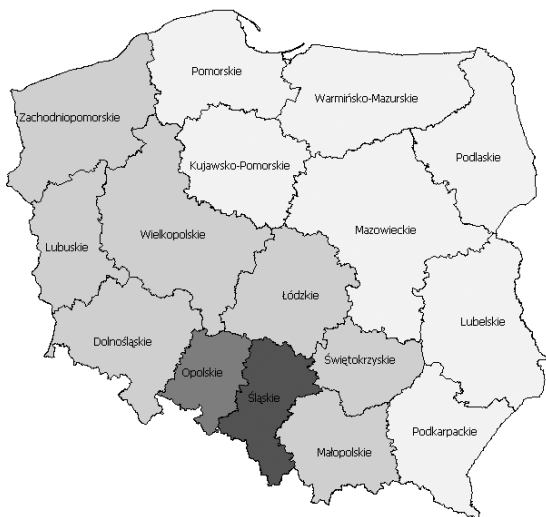 Pomorskie
Warmińsko-Mazurskie
Zachodniopomorskie
Kujawsko-Pomorskie
Podlaskie
Wielkopolskie
Mazowieckie
Lubuskie
Łódzkie
Lubelskie
Dolnośląskie
Świętokrzyskie
Opolskie
Śląskie
Podkarpackie
Małopolskie